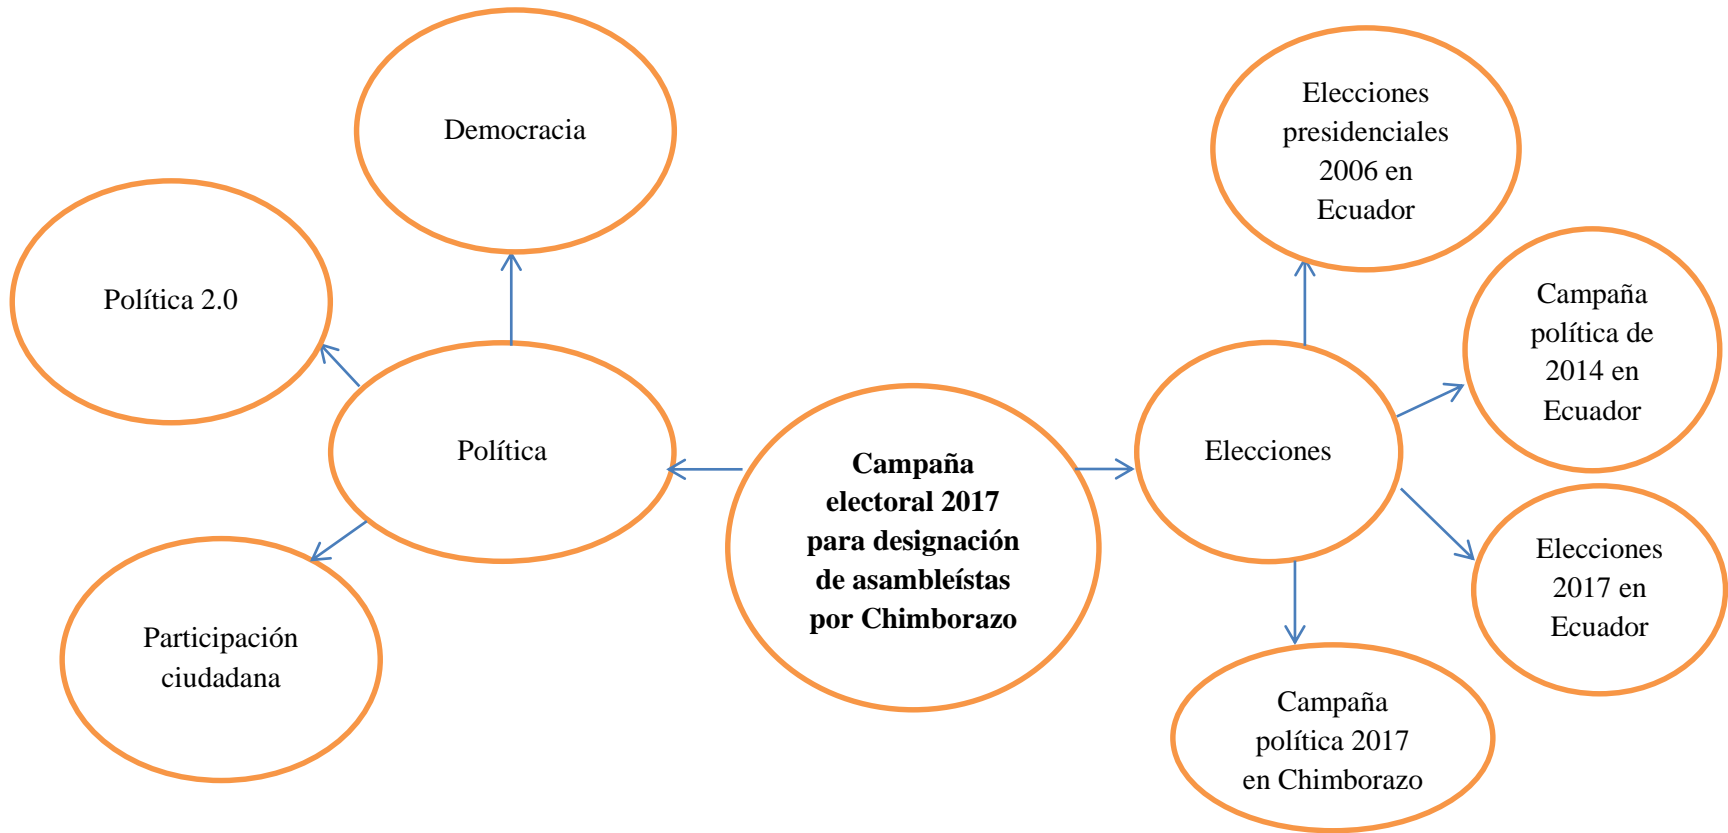 Democracia
Política 2.0
Política
Participación
ciudadana
Campaña
electoral 2017
para designación
de asambleístas
por Chimborazo
Elecciones
Elecciones
presidenciales
2006 en
Ecuador
Campaña
política de
2014 en
Ecuador
Elecciones
2017 en
Ecuador
Campaña
política 2017
en Chimborazo